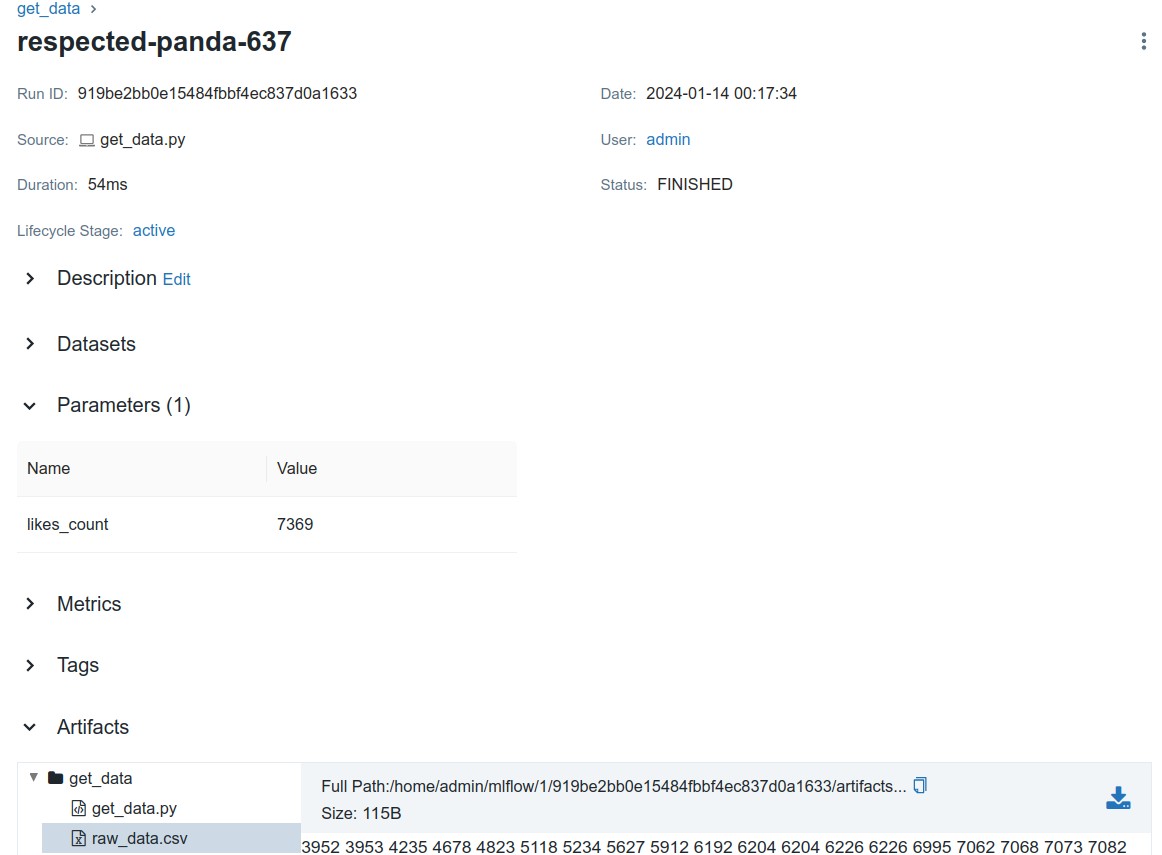 get_data >
respected-panda-637
Run ID: 919be2bb0e15484fbbf4ec837d0a1633 Date: 2024-01-14 00:17:34
Source: get_data.py User: admin
Duration: 54ms Status: FINISHED
Lifecycle Stage: active
Description Edit
Datasets
Parameters (1)
Name Value
likes_count 7369
Metrics
Tags
Artifacts
get_data
get_data.py
raw_data.csv
Full Path:/home/admin/mlflow/1/919be2bb0e15484fbbf4ec837d0a1633/artifacts...
Size: 115B
3952 3953 4235 4678 4823 5118 5234 5627 5912 6192 6204 6204 6226 6226 6995 7062 7068 7073 7082